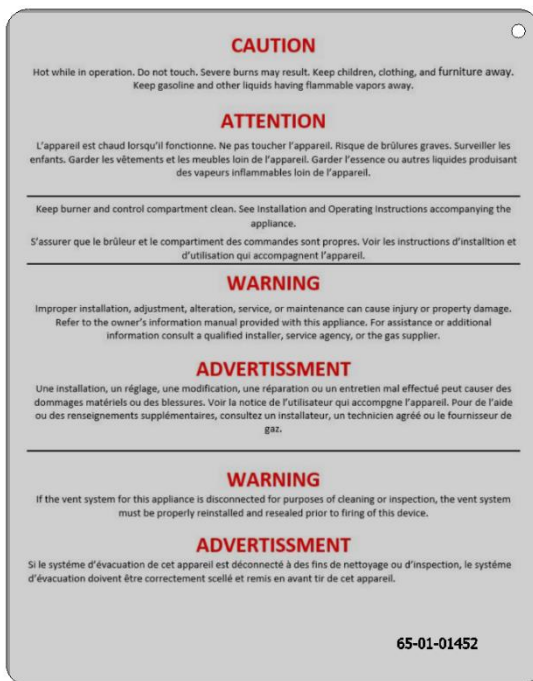 CAUTION
Hot while in operation. Do not touch. Severe burns may result. Keep children, clothing, and furniture away.
Keep gasoline and other liquids having flammable vapors away.
ATTENTION
L'appareil est chaud lorsqu'il fonctionne. Ne pas toucher l'appareil. Risque de brûlures graves. Surveiller les
enfants. Garder les vêtements et les meubles loin de l'appareil. Garder l'essence ou autres liquides produisant
des vapeurs inflammables loin de l'appareil.
Keep burner and control compartment clean. See Installation and Operating Instructions accompanying the
appliance.
S'assurer que le brûleur et le compartiment des commandes sont propres. Voir les instructions d'installtion et
d'utilisation qui accompagnent l'appareil.
WARNING
Improper installation, adjustment, alteration, service, or maintenance can cause injury or property damage.
Refer to the owner's information manual provided with this appliance. For assistance or additional
information consult a qualified installer, service agency, or the gas supplier.
ADVERTISSMENT
Une installation, un réglage, une modification, une réparation ou un entretien mal effectué peut causer des
dommages matériels ou des blessures. Voir la notice de l'utilisateur qui accompgne l'appareil. Pour de l'aide
ou des renseignements supplémentaires, consultez un installateur, un technicien agréé ou le fournisseur de
gaz.
WARNING
If the vent system for this appliance is disconnected for purposes of cleaning or inspection, the vent system
must be properly reinstalled and resealed prior to firing of this device.
ADVERTISSMENT
Si le systéme d'évacuation de cet appareil est déconnecté à des fins de nettoyage ou d'inspection, le systéme
d'évacuation doivent être correctement scellé et remis en avant tir de cet appareil.
65-01-01452